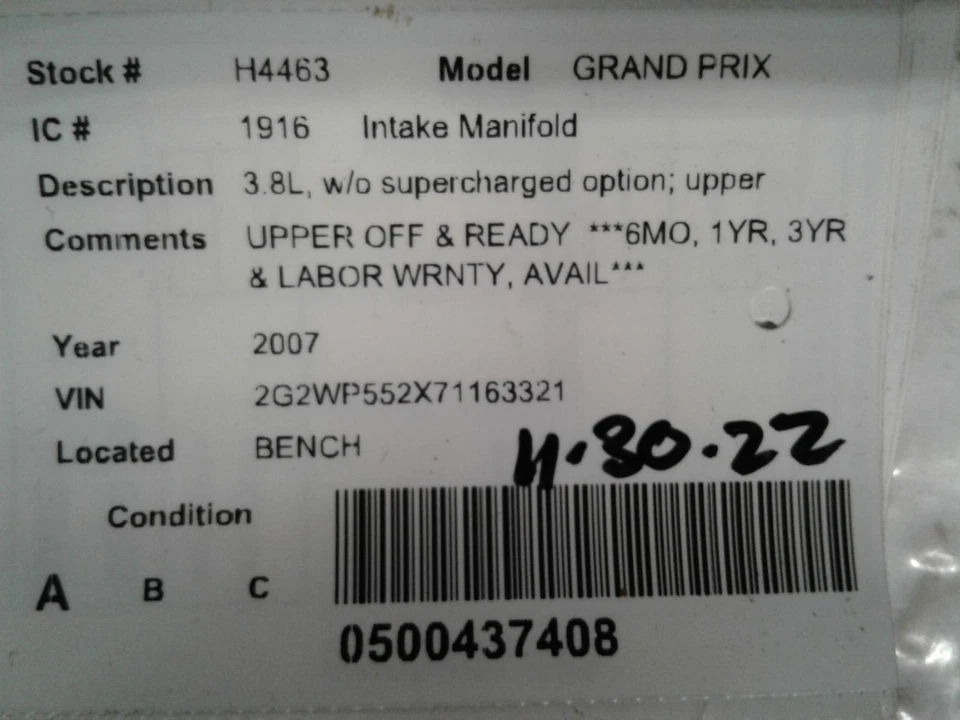 Stock # H4463 Model GRAND PRIX
IC # 1916 Intake Manifold
Description 3.8L, w/o supercharged option; upper
Comments UPPER OFF & READY ***6MO, 1YR, 3YR
& LABOR WRNTY, AVAIL***
Year 2007
VIN 2G2WP552X71163321
Located BENCH
11.30.22
Condition
A B C
0500437408